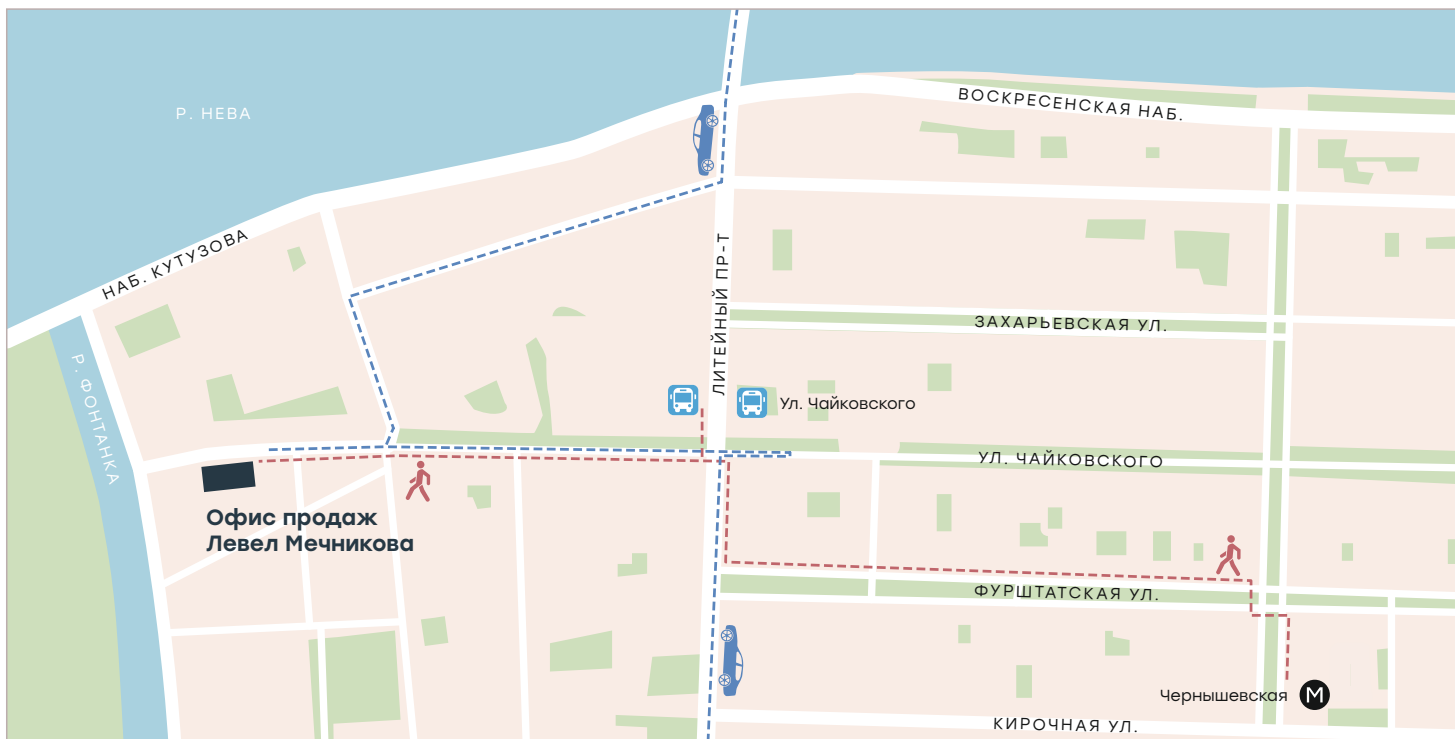 ВОСКРЕСЕНСКАЯ НАБ.
Р. НЕВА
НАБ. КУТУЗОВА
ЛИТЕЙНЫЙ ПР-Т
ЗАХАРЬЕВСКАЯ УЛ.
Р. ФОНТАНКА
Ул. Чайковского
УЛ. ЧАЙКОВСКОГО
Офис продаж
Левел Мечникова
ФУРШТАТСКАЯ УЛ.
Чернышевская М
КИРОЧНАЯ УЛ.